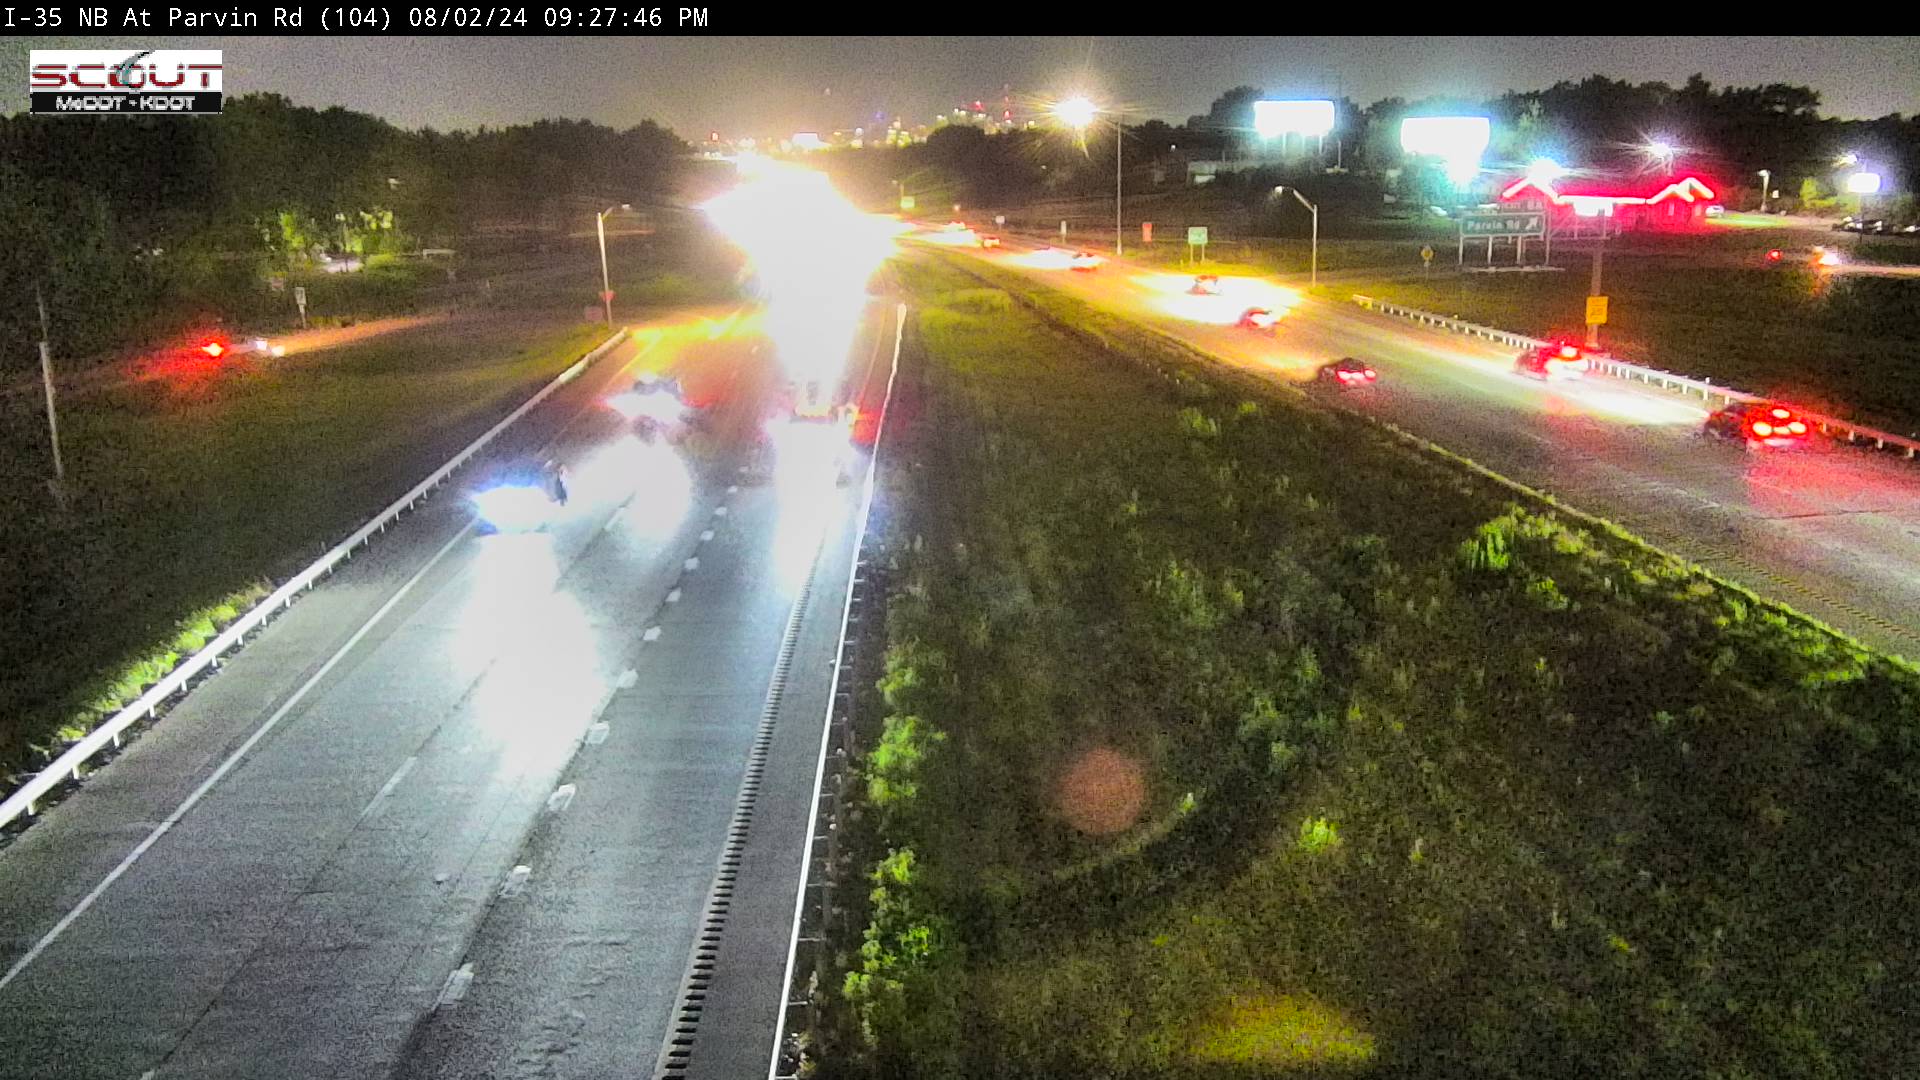 I-35 NB At Parvin Rd (104) 08/02/24 09:27:46 PM
SCOUT
MoDOT - KDOT
Parvin Rd